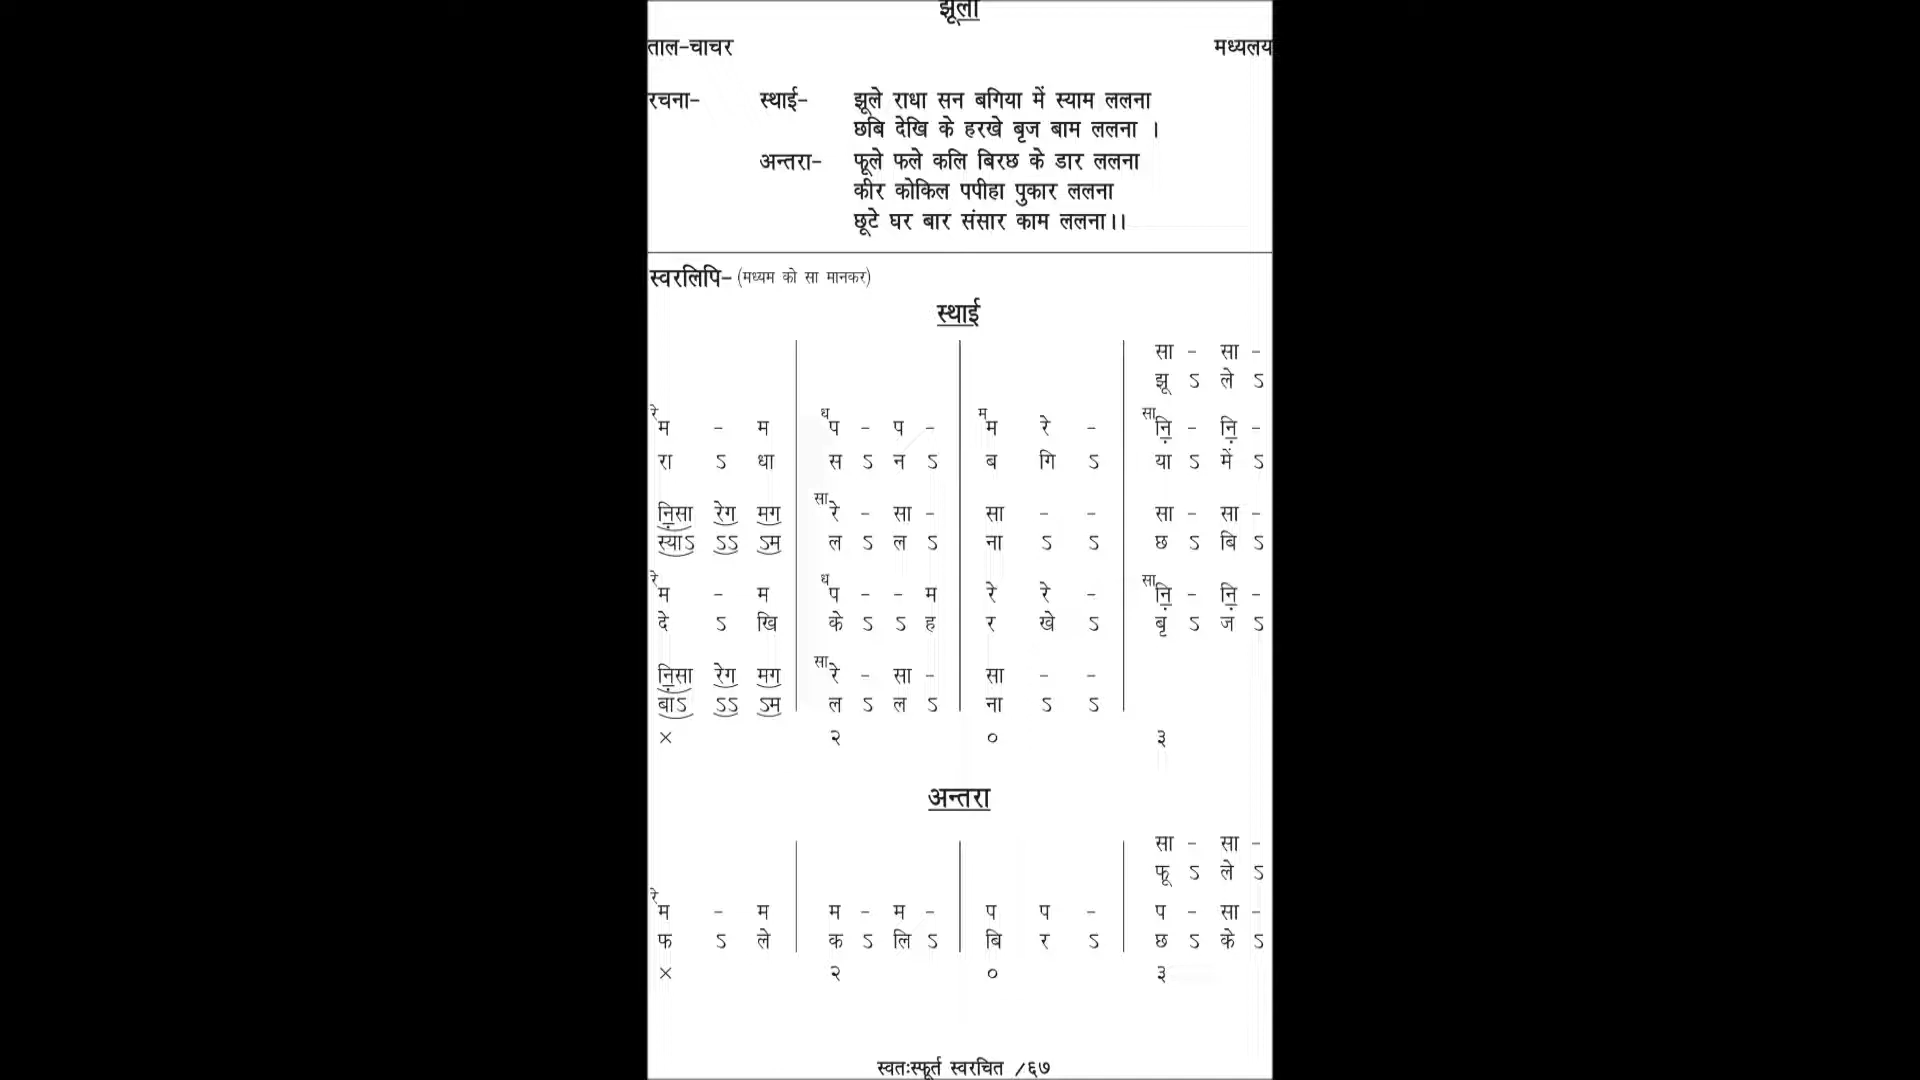 झूला
ताल-चाचर मध्यलय
रचना- स्थाई- झूले राधा सन बगिया में स्याम ललना
छबि देखि के हरखे बृज बाम ललना ।
अन्तरा- फूले फले कलि बिरछ के डार ललना
कीर कोकिल पपीहा पुकार ललना
छूटे घर बार संसार काम ललना।।
स्वरलिपि- (मध्यम को सा मानकर)
स्थाई
सा - सा -
झू ऽ ले ऽ
रे ध म सा
म - म प - प - म रे - नि़ - नि़ -
रा ऽ धा स ऽ न ऽ ब गि ऽ या ऽ में ऽ
सा
नि़सा रेग मग रे - सा - सा - - सा - सा -
स्याऽ ऽऽ ऽम ल ऽ ल ऽ ना ऽ ऽ छ ऽ बि ऽ
रे ध सा
म - म प - - म रे रे - नि़ - नि़ -
दे ऽ खि के ऽ ऽ ह र खे ऽ बृ ऽ ज ऽ
सा
नि़सा रेग मग रे - सा - सा - -
बाऽ ऽऽ ऽम ल ऽ ल ऽ ना ऽ ऽ
× २ ० ३
अन्तरा
सा - सा -
फू ऽ ले ऽ
रे
म - म म - म - प प - प - सा -
फ ऽ ले क ऽ लि ऽ बि र ऽ छ ऽ के ऽ
× २ ० ३
स्वतःस्फूर्त स्वरचित /६७